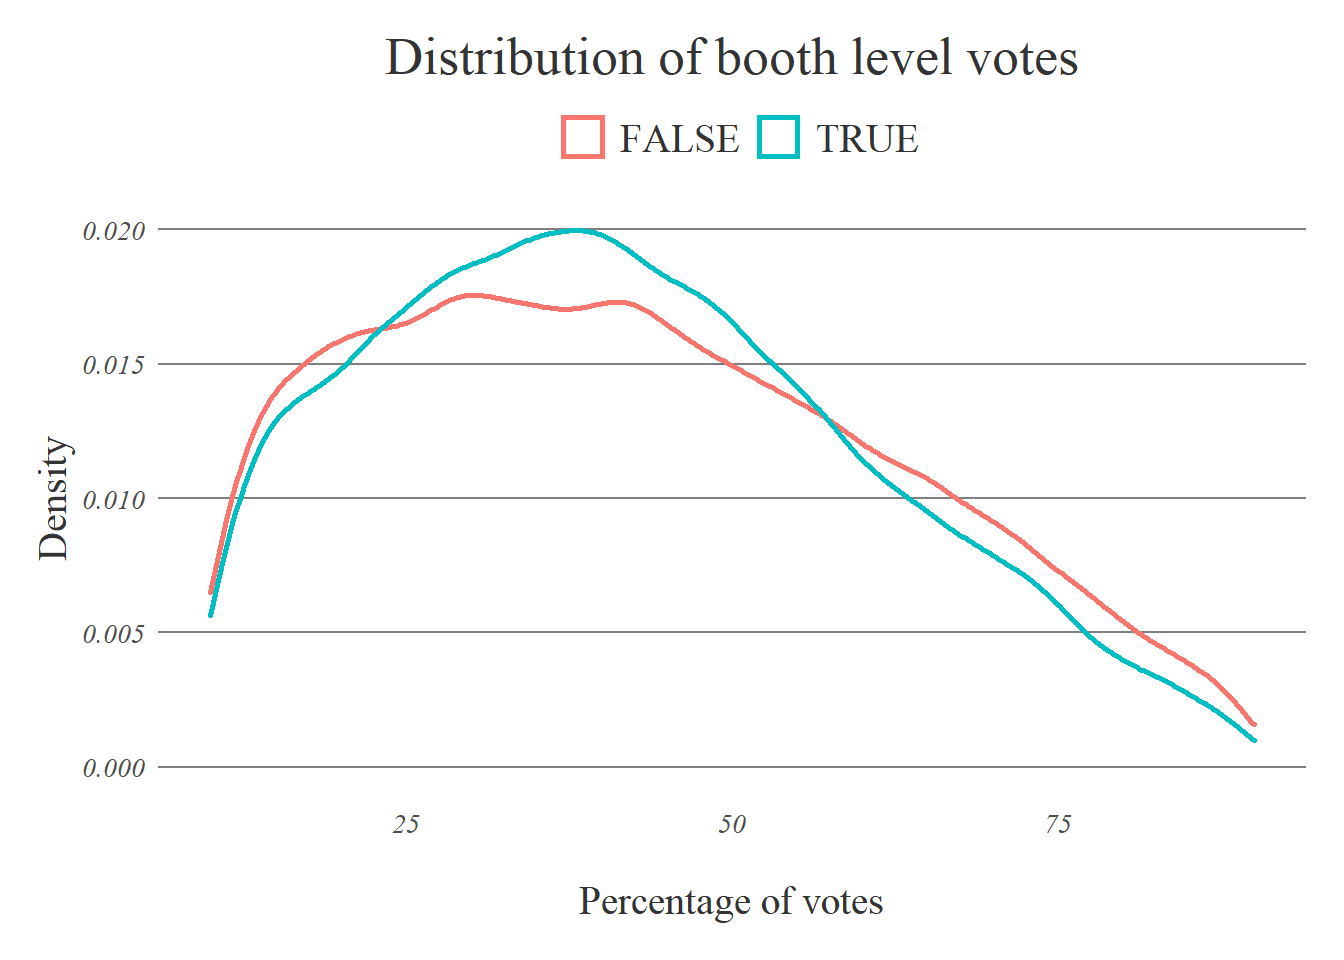 Distribution of booth level votes
FALSE TRUE
0.020
0.015
0.010
0.005
0.000
Density
25 50 75
Percentage of votes